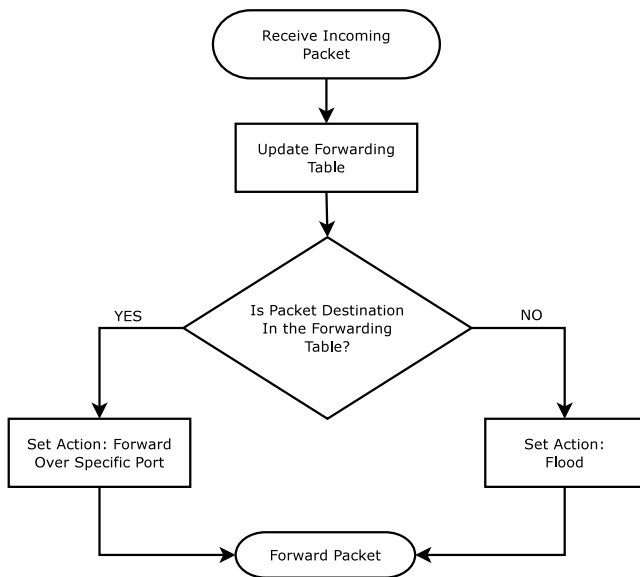 Receive Incoming
Packet
Update Forwarding
Table
Is Packet Destination
In the Forwarding
Table?
YES
NO
Set Action: Forward
Over Specific Port
Set Action:
Flood
Forward Packet